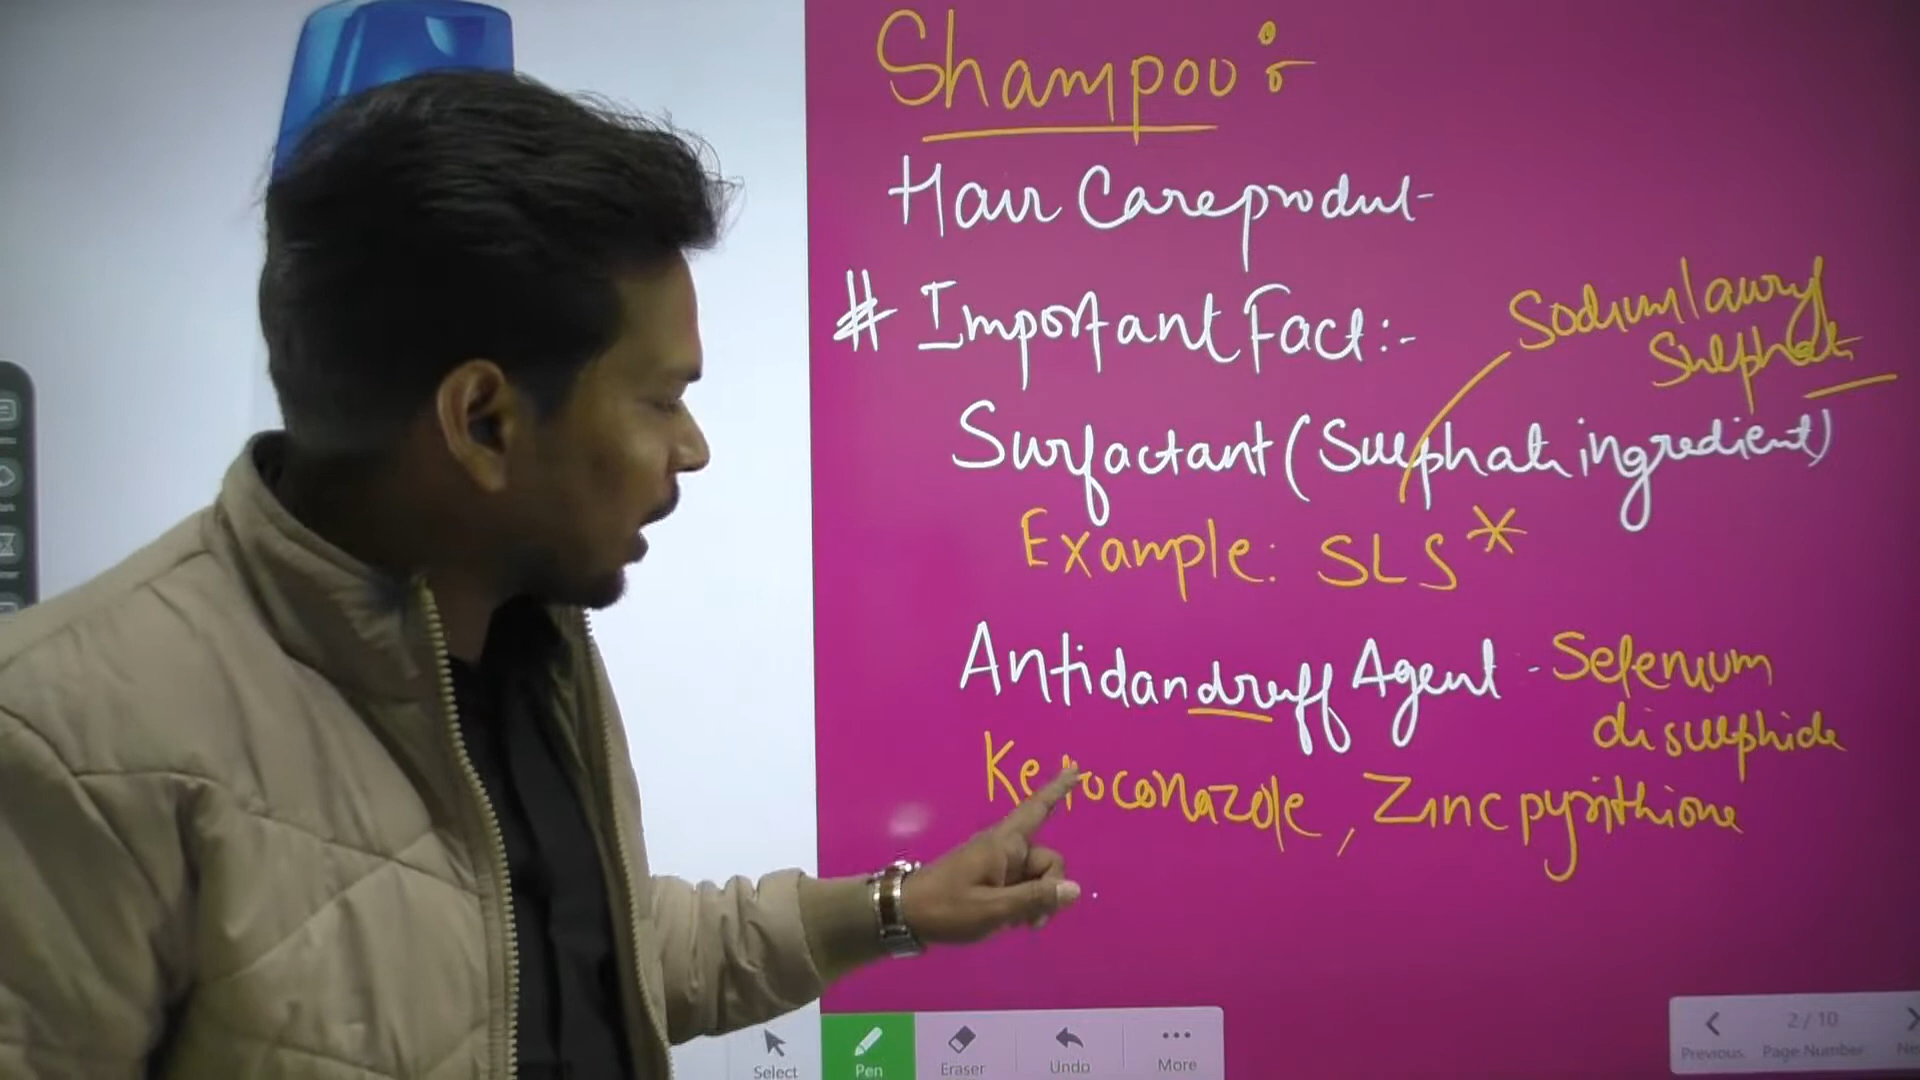 Shampoo:
Hair Care product
# Important Fact:-
Sodium lauryl
Sulphate
Surfactant (Sulphate ingredient)
Example: SLS*
Antidandruff Agent - Selenium
disulphide
Ketoconazole, Zinc pyrithione
Select
Pen
Eraser
Undo
More
Previous
2 / 10
Page Number